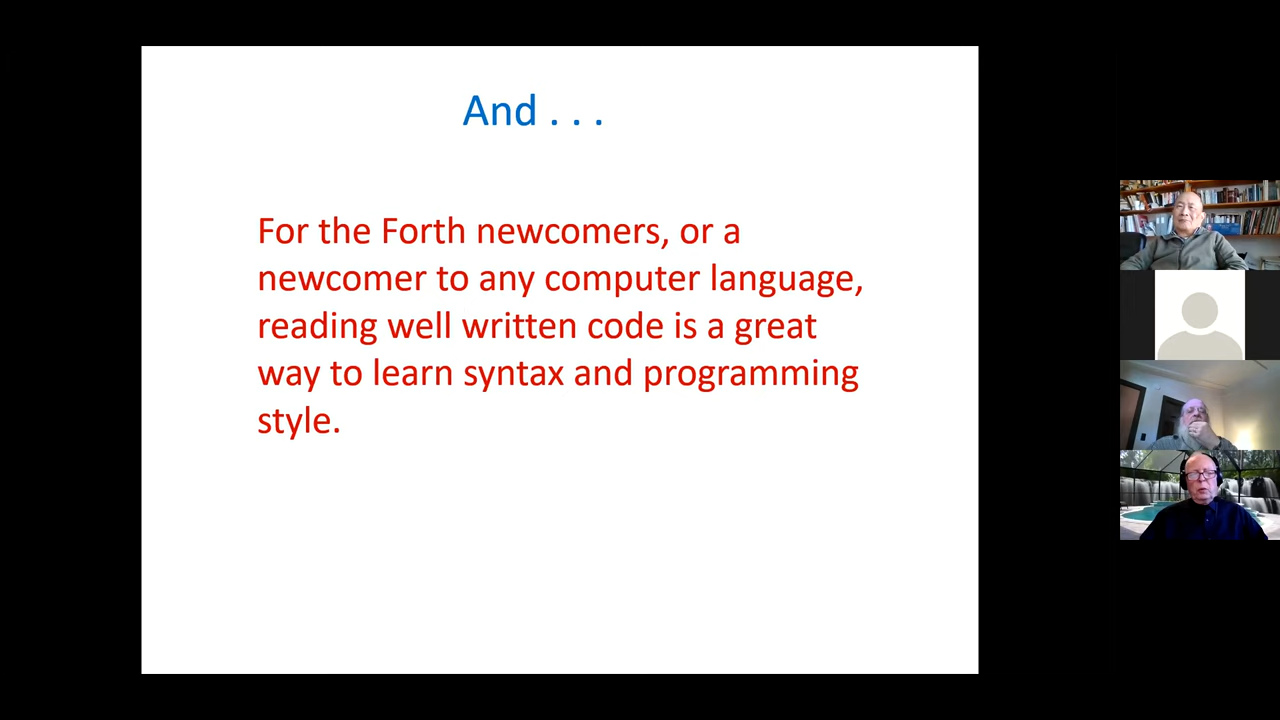 And . . .
For the Forth newcomers, or a
newcomer to any computer language,
reading well written code is a great
way to learn syntax and programming
style.